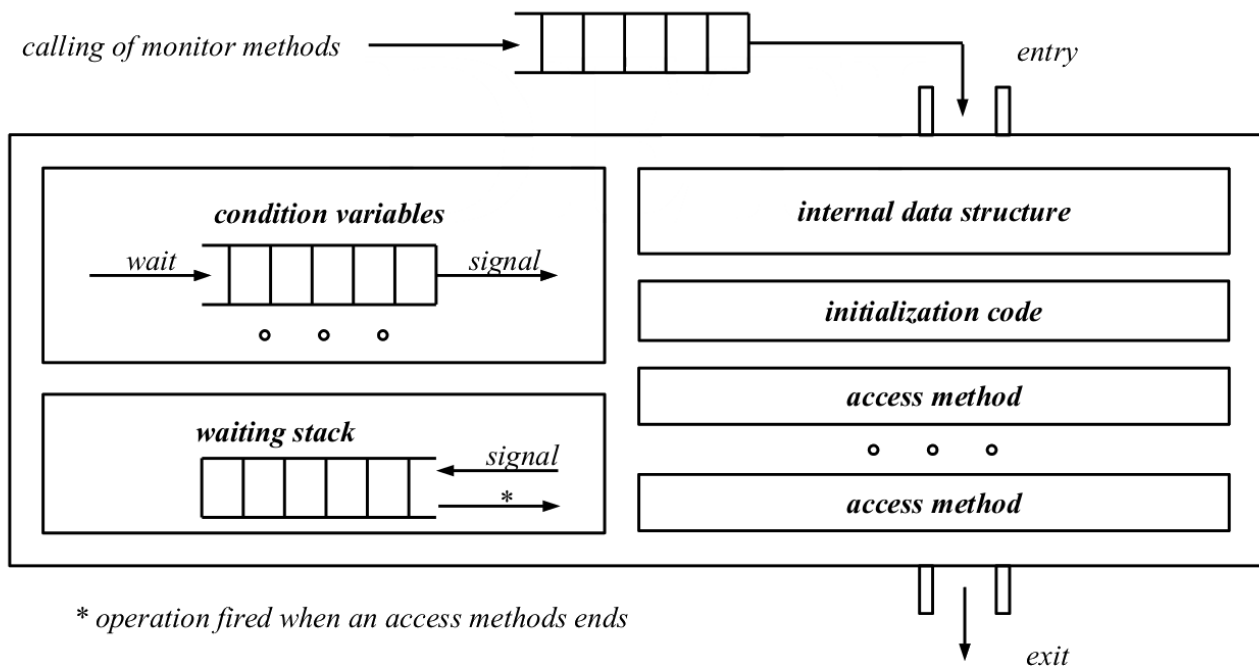 calling of monitor methods
entry
condition variables
wait
signal
internal data structure
initialization code
waiting stack
signal
*
access method
access method
* operation fired when an access methods ends
exit